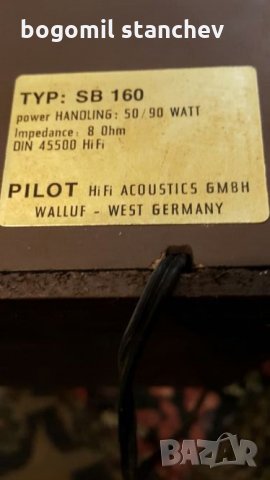 bogomil stanchev
TYP: SB 160
power HANDLING: 50/90 WATT
Impedance: 8 Ohm
DIN 45500 HiFi
PILOT HiFi ACOUSTICS GMBH
WALLUF - WEST GERMANY
BAZAR
bg